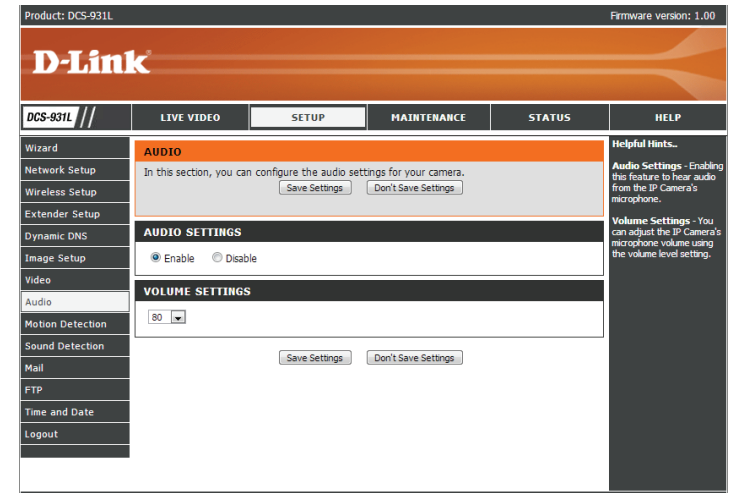 Product: DCS-931L
Firmware version: 1.00
D-Link
DCS-931L
LIVE VIDEO
SETUP
MAINTENANCE
STATUS
HELP
Wizard
Network Setup
Wireless Setup
Extender Setup
Dynamic DNS
Image Setup
Video
Audio
Motion Detection
Sound Detection
Mail
FTP
Time and Date
Logout
AUDIO
In this section, you can configure the audio settings for your camera.
Save Settings
Don't Save Settings
AUDIO SETTINGS
Enable
Disable
VOLUME SETTINGS
80
Save Settings
Don't Save Settings
Helpful Hints..
Audio Settings - Enabling
this feature to hear audio
from the IP Camera's
microphone.
Volume Settings - You
can adjust the IP Camera's
microphone volume using
the volume level setting.